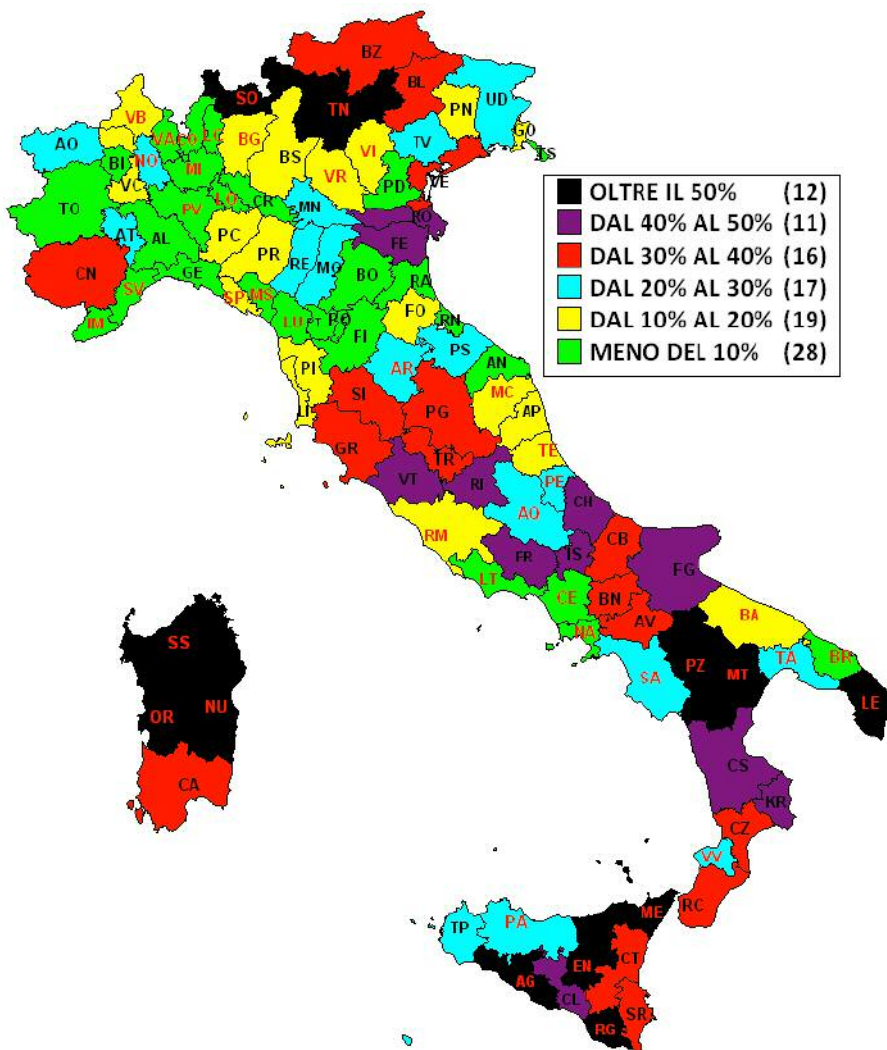 BZ
BL
SO
TN
UD
PN
VB
GO
AO
VA
CO
LC
BG
TV
TS
NO
BI
BS
VI
MI
VR
VC
PD
VE
TO
LO
CR
MN
PV
RO
AT
AL
PC
FE
PR
RE
MO
CN
GE
BO
RA
SV
SP
MS
FO
RN
IM
LU
PT
PO
FI
PS
AN
PI
AR
MC
LI
SI
PG
AP
GR
TR
TE
VT
RI
PE
CH
AQ
RM
CB
FR
IS
FG
LT
CE
BN
BA
NA
AV
SS
PZ
MT
TA
BR
SA
OR
NU
LE
CS
CA
KR
CZ
VV
RC
ME
TP
PA
CT
EN
AG
CL
SR
RG
OLTRE IL 50% (12)
DAL 40% AL 50% (11)
DAL 30% AL 40% (16)
DAL 20% AL 30% (17)
DAL 10% AL 20% (19)
MENO DEL 10% (28)